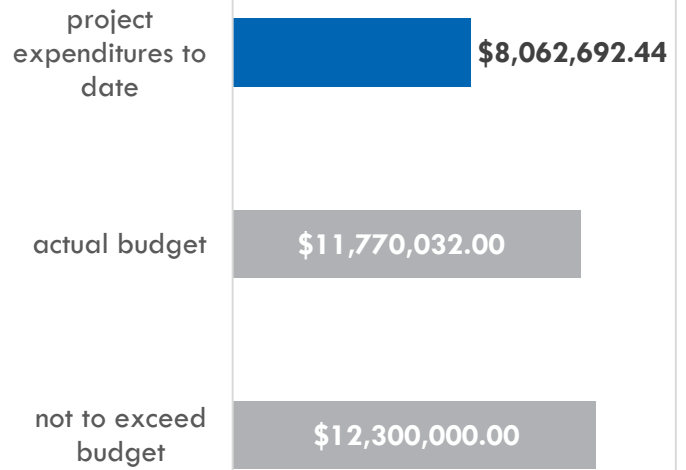 project
expenditures to
date
$8,062,692.44
actual budget
$11,770,032.00
not to exceed
budget
$12,300,000.00